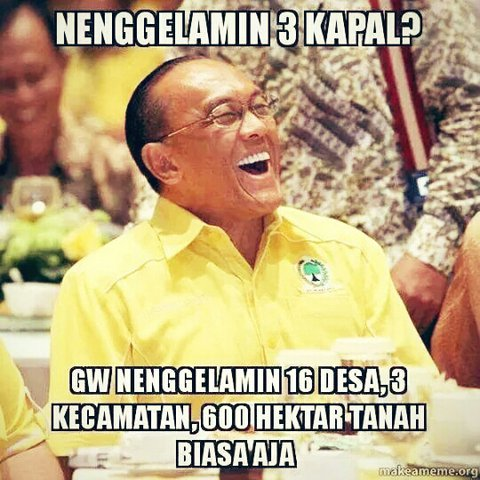 NENGGELAMIN 3 KAPAL?
GW NENGGELAMIN 16 DESA, 3
KECAMATAN, 600 HEKTAR TANAH
BIASA AJA
makeameme.org